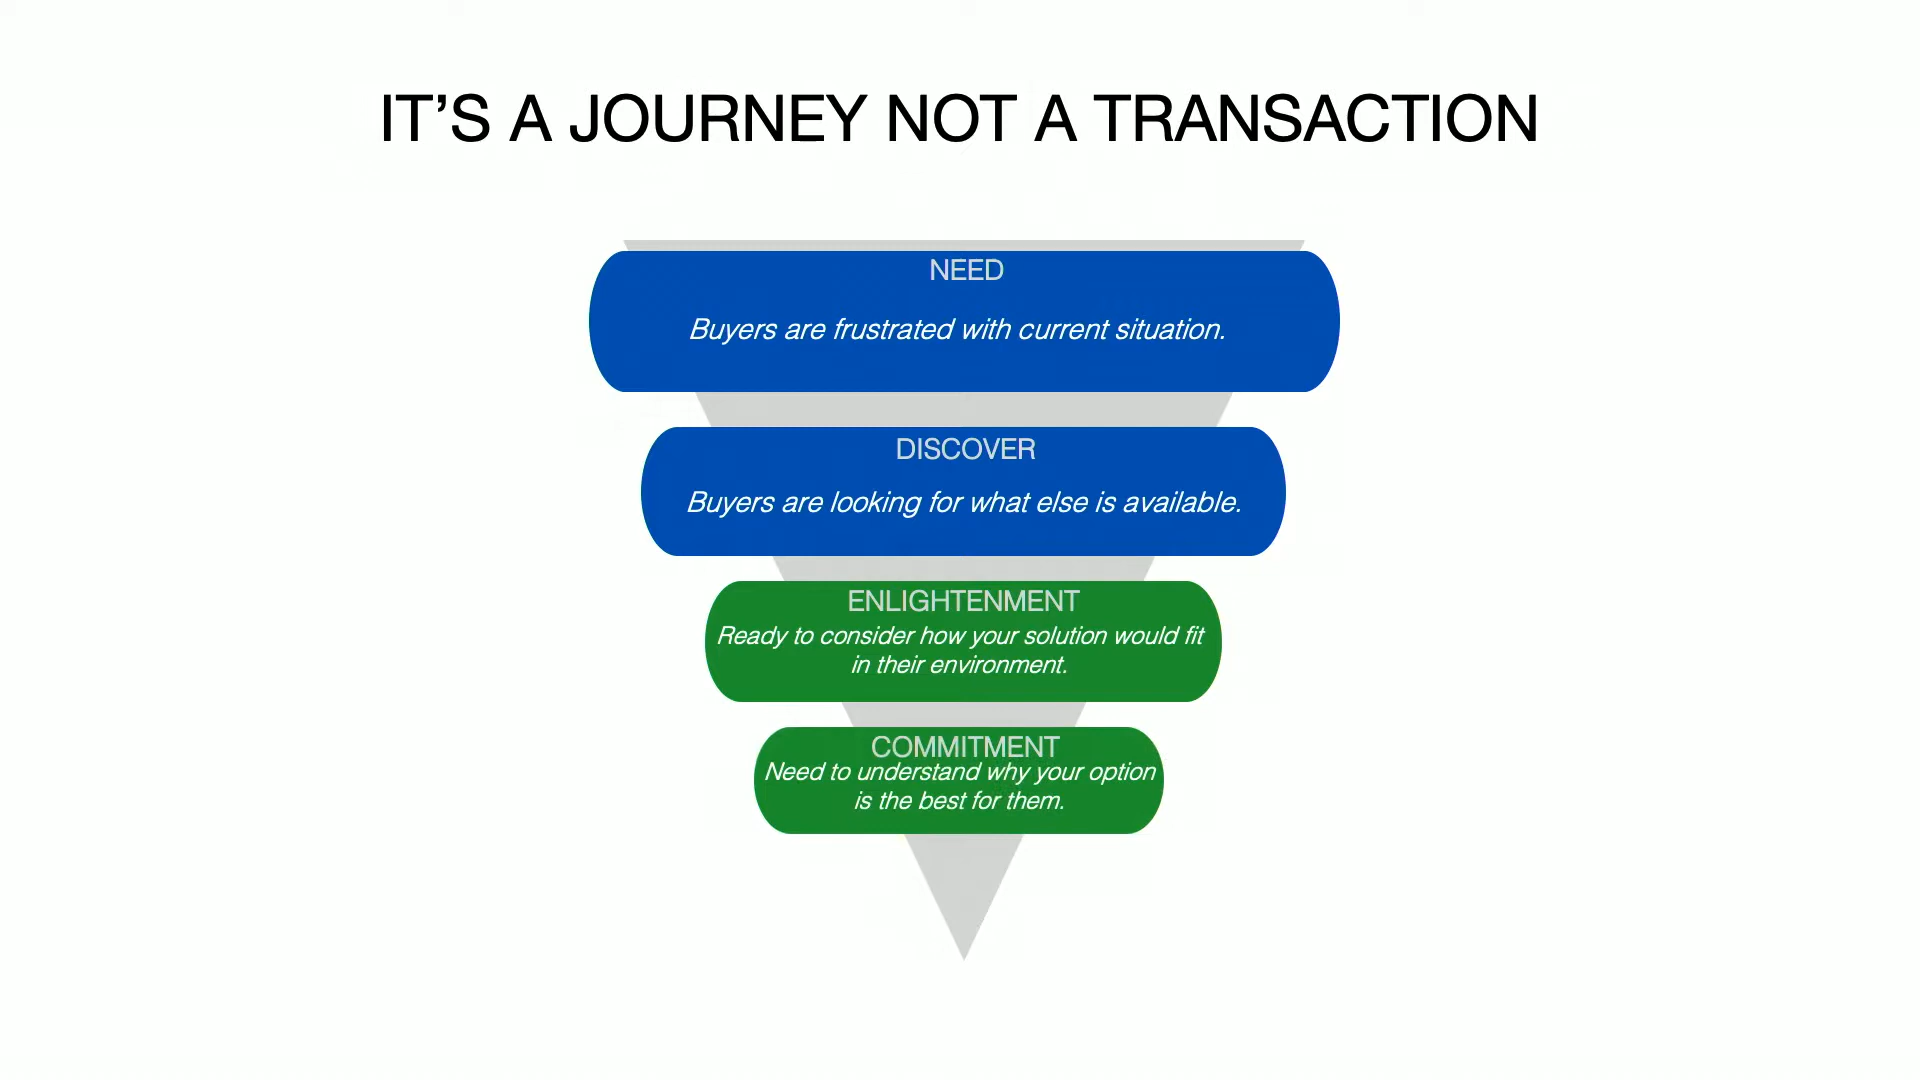 IT’S A JOURNEY NOT A TRANSACTION
NEED
Buyers are frustrated with current situation.
DISCOVER
Buyers are looking for what else is available.
ENLIGHTENMENT
Ready to consider how your solution would fit
in their environment.
COMMITMENT
Need to understand why your option
is the best for them.